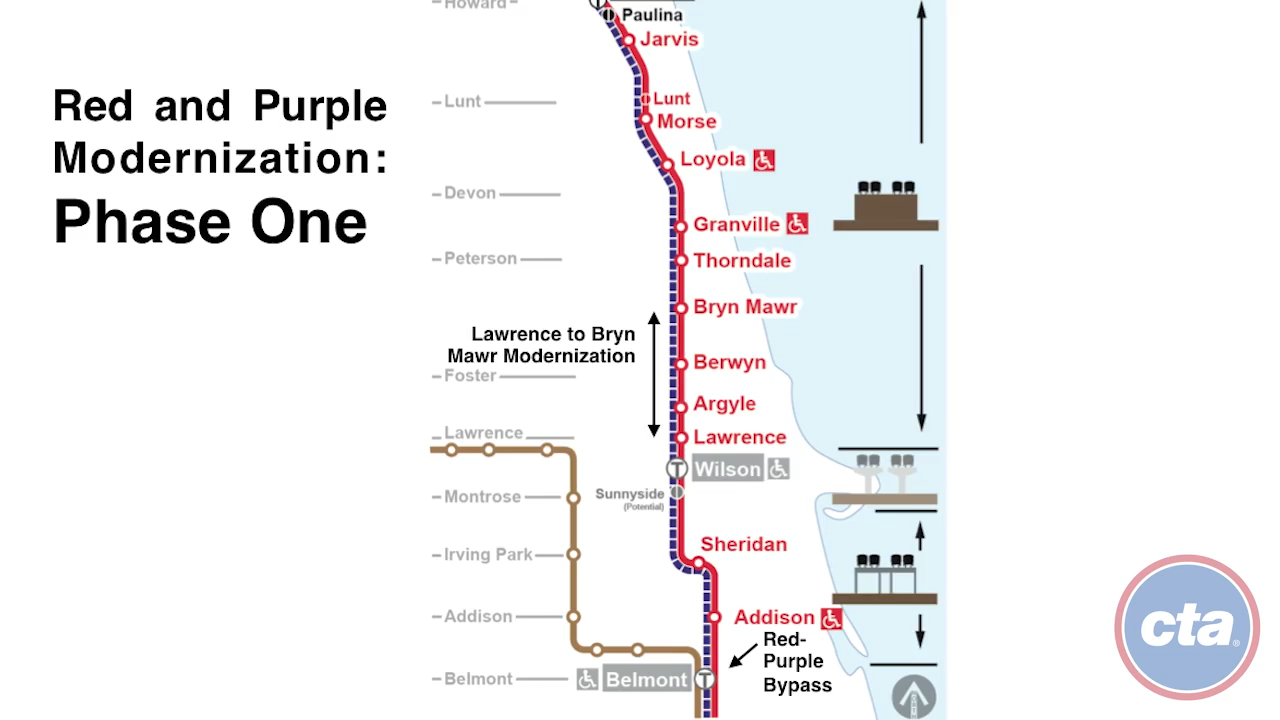 Red and Purple
Modernization:
Phase One
Howard
Paulina
Jarvis
Lunt
Lunt
Morse
Loyola
Devon
Granville
Peterson
Thorndale
Bryn Mawr
Lawrence to Bryn
Mawr Modernization
Berwyn
Foster
Argyle
Lawrence
Lawrence
T Wilson
Sunnyside
(Potential)
Montrose
Sheridan
Irving Park
Addison
Addison
Red-
Purple
Bypass
Belmont
Belmont T
cta®